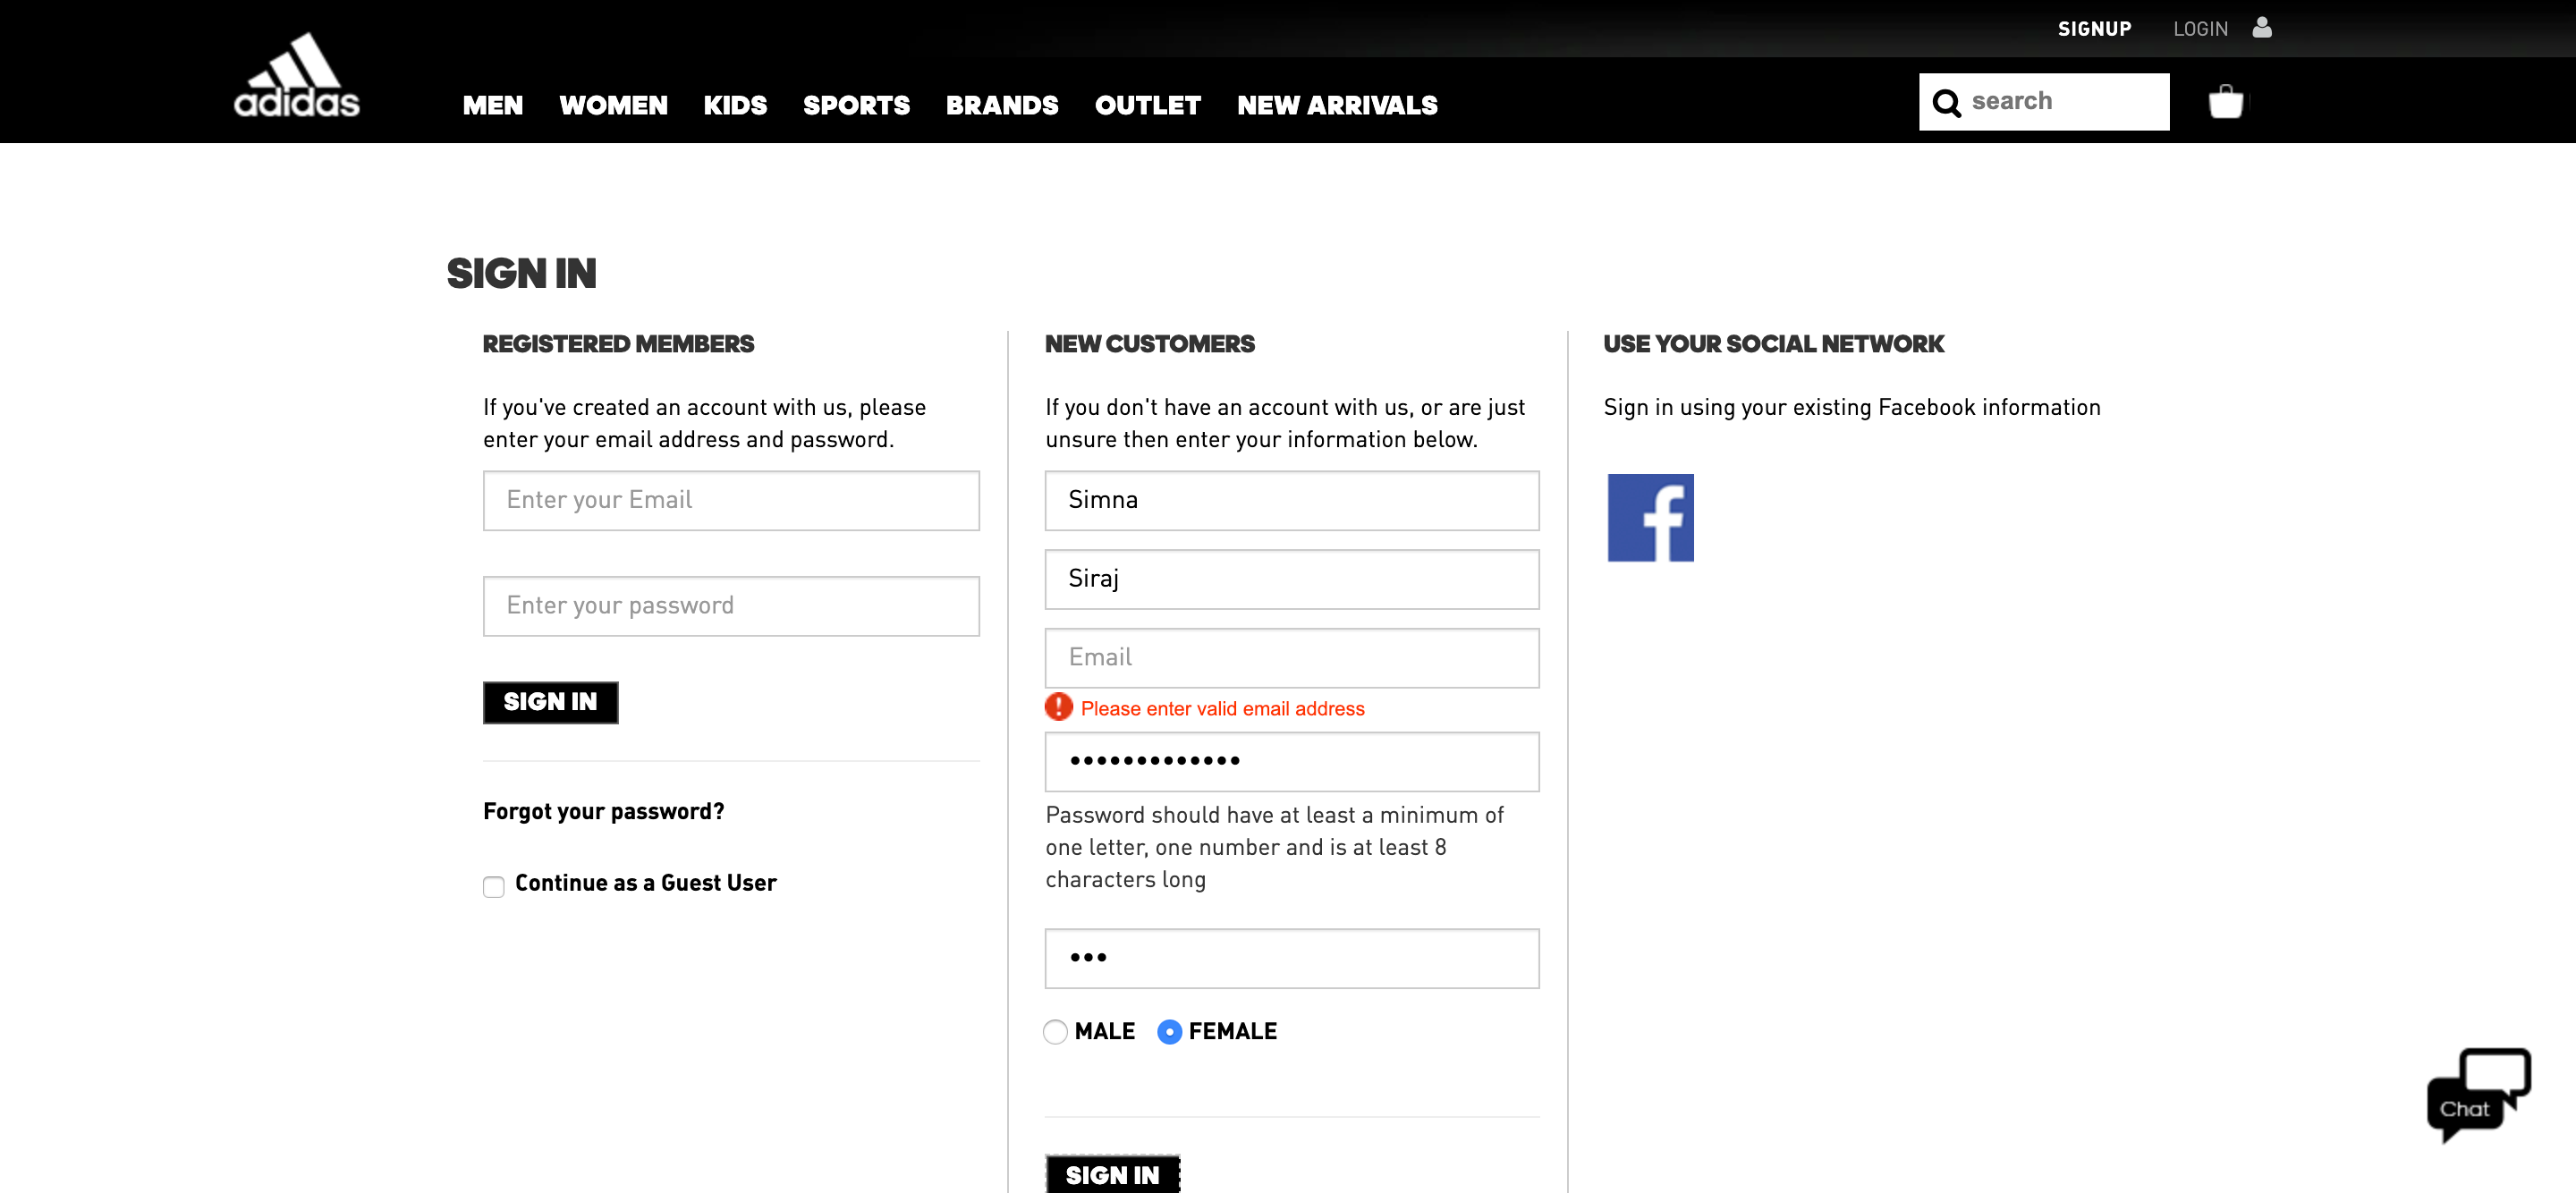 SIGNUP LOGIN
adidas
MEN WOMEN KIDS SPORTS BRANDS OUTLET NEW ARRIVALS
search
SIGN IN
REGISTERED MEMBERS
If you've created an account with us, please
enter your email address and password.
Enter your Email
Enter your password
SIGN IN
Forgot your password?
Continue as a Guest User
NEW CUSTOMERS
If you don't have an account with us, or are just
unsure then enter your information below.
Simna
Siraj
Email
Please enter valid email address
•••••••••••••
Password should have at least a minimum of
one letter, one number and is at least 8
characters long
•••
MALE FEMALE
SIGN IN
USE YOUR SOCIAL NETWORK
Sign in using your existing Facebook information
f
Chat